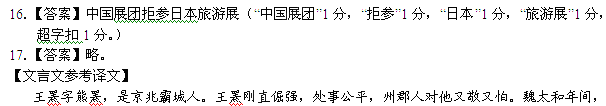 16.【答案】中国展团拒参日本旅游展（“中国展团”1 分，“拒参”1 分，“日本”1 分，“旅游展”1 分，
超字扣 1 分。）
17.【答案】略。
【文言文参考译文】
王罴字熊罴，是京兆霸城人。王罴刚直倔强，处事公平，州郡人对他又敬又怕。魏太和年间，